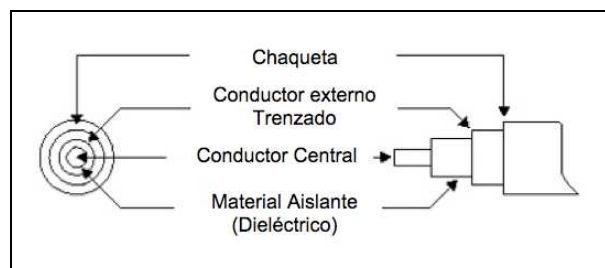 Chaqueta
Conductor externo
Trenzado
Conductor Central
Material Aislante
(Dieléctrico)